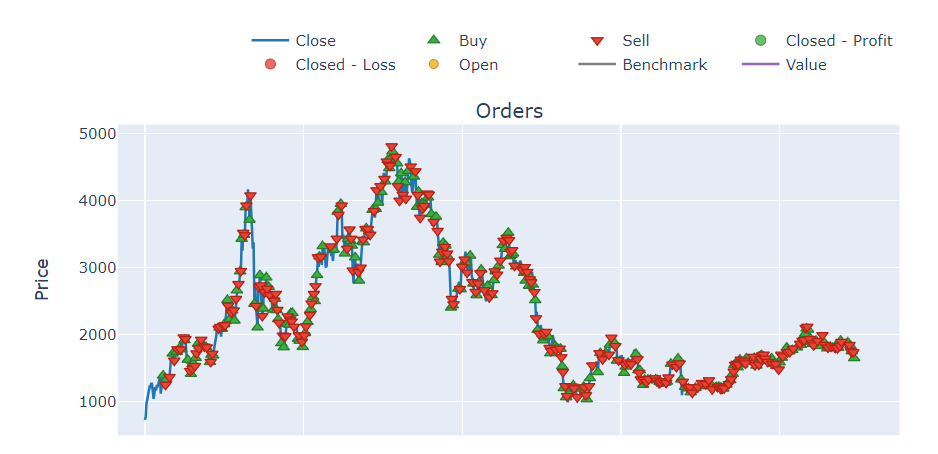 Close Buy Sell Closed - Profit
Closed - Loss Open Benchmark Value
Orders
Price
5000
4000
3000
2000
1000